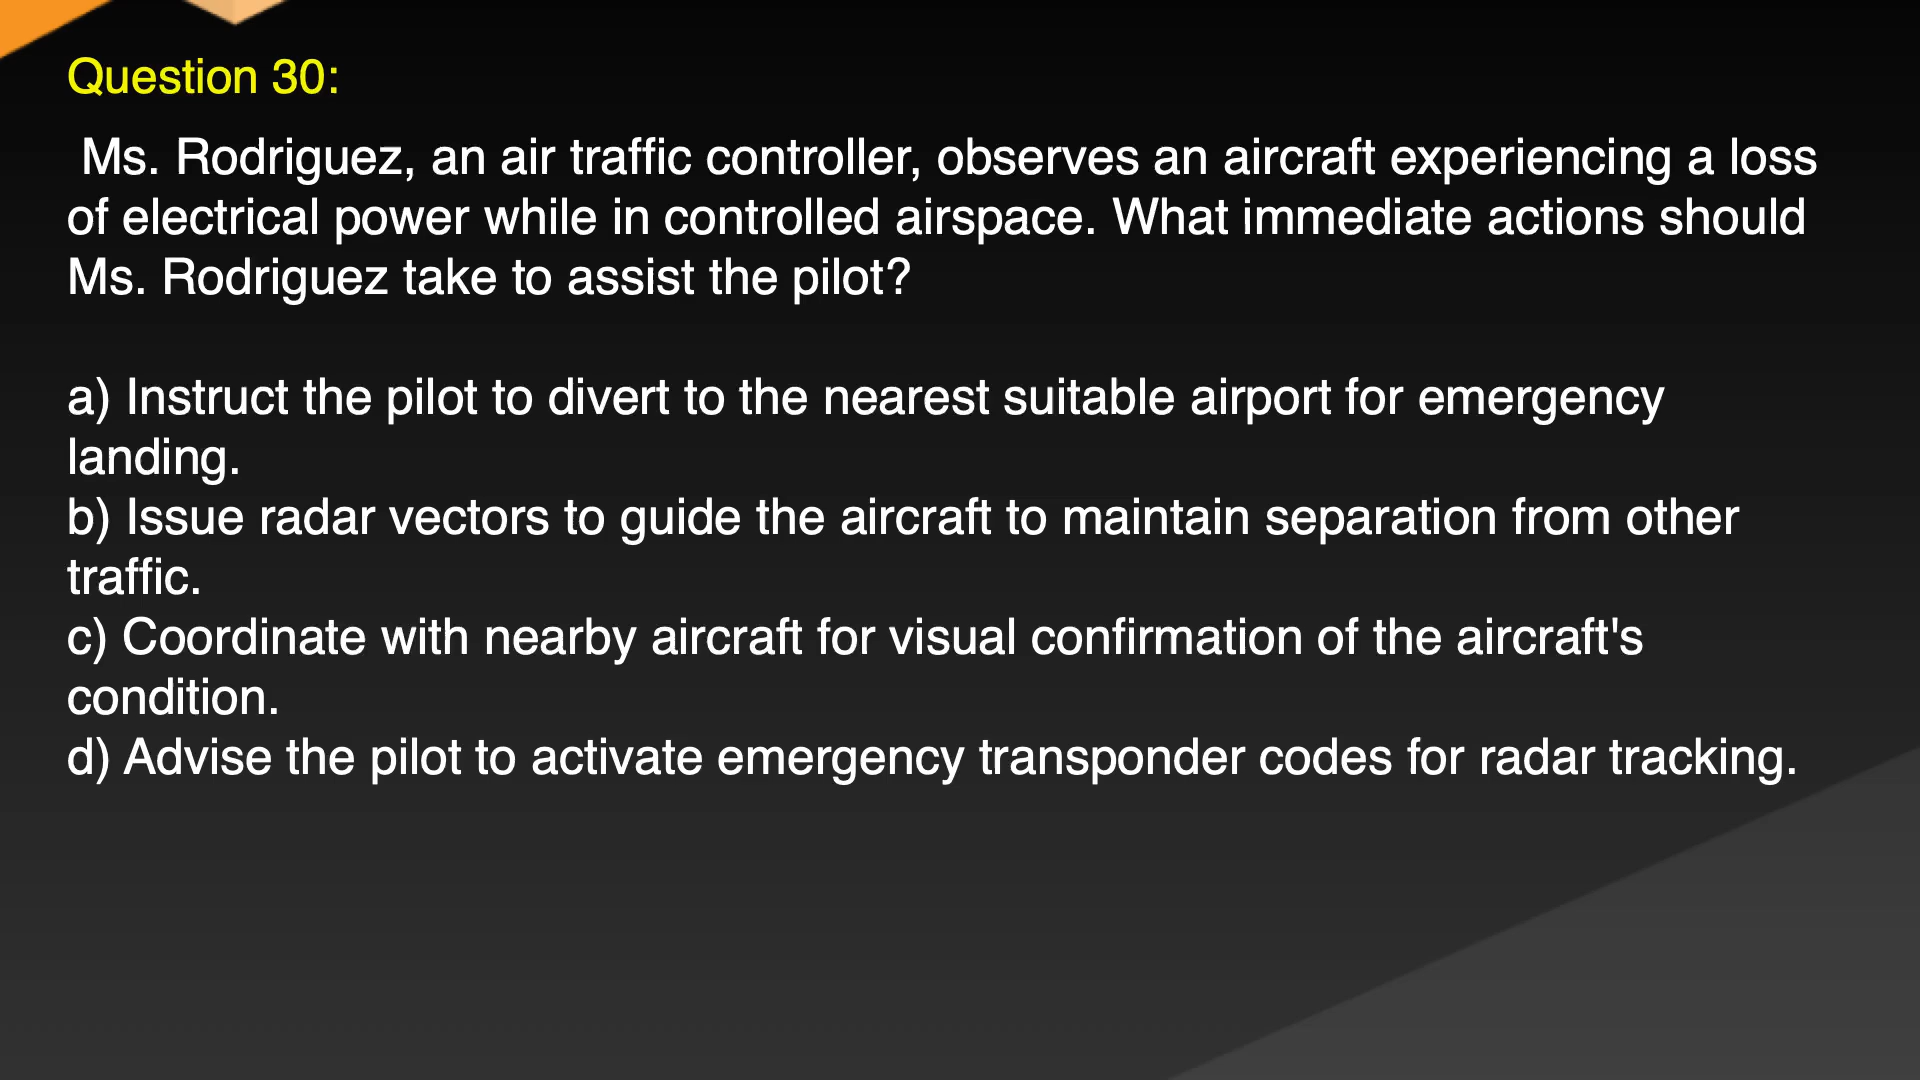 Question 30:
Ms. Rodriguez, an air traffic controller, observes an aircraft experiencing a loss
of electrical power while in controlled airspace. What immediate actions should
Ms. Rodriguez take to assist the pilot?
a) Instruct the pilot to divert to the nearest suitable airport for emergency
landing.
b) Issue radar vectors to guide the aircraft to maintain separation from other
traffic.
c) Coordinate with nearby aircraft for visual confirmation of the aircraft's
condition.
d) Advise the pilot to activate emergency transponder codes for radar tracking.